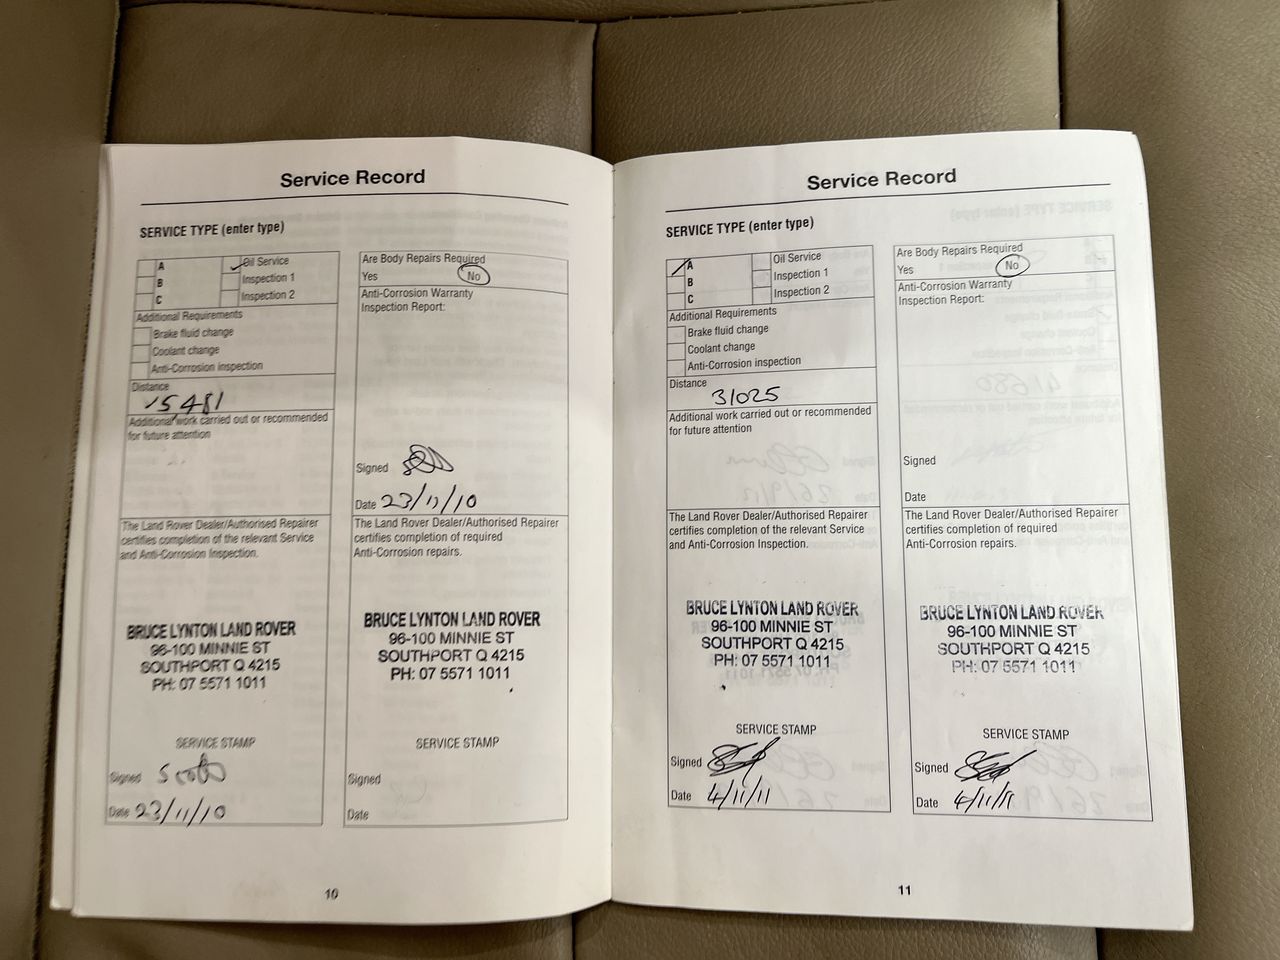 Service Record
SERVICE TYPE (enter type)
A
B
C
Oil Service
Inspection 1
Inspection 2
Additional Requirements
Brake fluid change
Coolant change
Anti-Corrosion inspection
Distance
15481
Additional work carried out or recommended
for future attention
The Land Rover Dealer/Authorised Repairer
certifies completion of the relevant Service
and Anti-Corrosion Inspection.
BRUCE LYNTON LAND ROVER
96-100 MINNIE ST
SOUTHPORT Q 4215
PH: 07 5571 1011
SERVICE STAMP
Signed
Date 23/11/10
Are Body Repairs Required
Yes No
Anti-Corrosion Warranty
Inspection Report:
Signed
Date 23/11/10
The Land Rover Dealer/Authorised Repairer
certifies completion of required
Anti-Corrosion repairs.
BRUCE LYNTON LAND ROVER
96-100 MINNIE ST
SOUTHPORT Q 4215
PH: 07 5571 1011
SERVICE STAMP
Signed
Date
10
Service Record
SERVICE TYPE (enter type)
A
B
C
Oil Service
Inspection 1
Inspection 2
Additional Requirements
Brake fluid change
Coolant change
Anti-Corrosion inspection
Distance
31025
Additional work carried out or recommended
for future attention
The Land Rover Dealer/Authorised Repairer
certifies completion of the relevant Service
and Anti-Corrosion Inspection.
BRUCE LYNTON LAND ROVER
96-100 MINNIE ST
SOUTHPORT Q 4215
PH: 07 5571 1011
SERVICE STAMP
Signed
Date 4/11/11
Are Body Repairs Required
Yes No
Anti-Corrosion Warranty
Inspection Report:
Signed
Date
The Land Rover Dealer/Authorised Repairer
certifies completion of required
Anti-Corrosion repairs.
BRUCE LYNTON LAND ROVER
96-100 MINNIE ST
SOUTHPORT Q 4215
PH: 07 5571 1011
SERVICE STAMP
Signed
Date 4/11/11
11